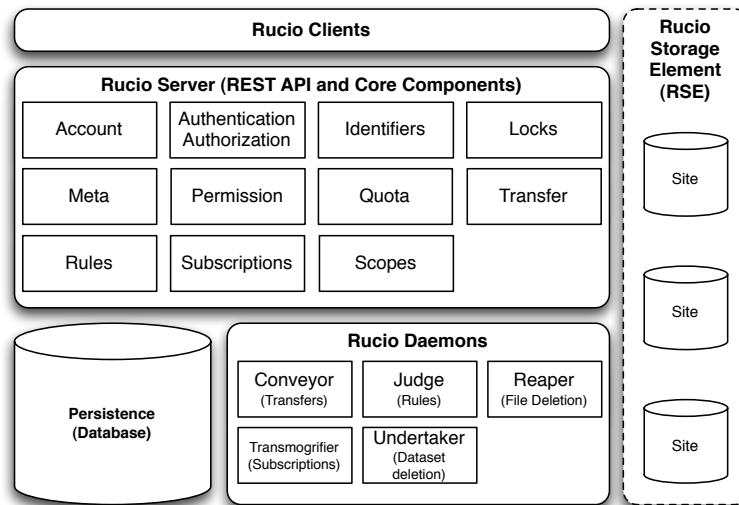 Rucio Clients
Rucio Server (REST API and Core Components)
Account
Authentication
Authorization
Identifiers
Locks
Meta
Permission
Quota
Transfer
Rules
Subscriptions
Scopes
Persistence
(Database)
Rucio Daemons
Conveyor
(Transfers)
Judge
(Rules)
Reaper
(File Deletion)
Transmogrifier
(Subscriptions)
Undertaker
(Dataset
deletion)
Rucio
Storage
Element
(RSE)
Site
Site
Site